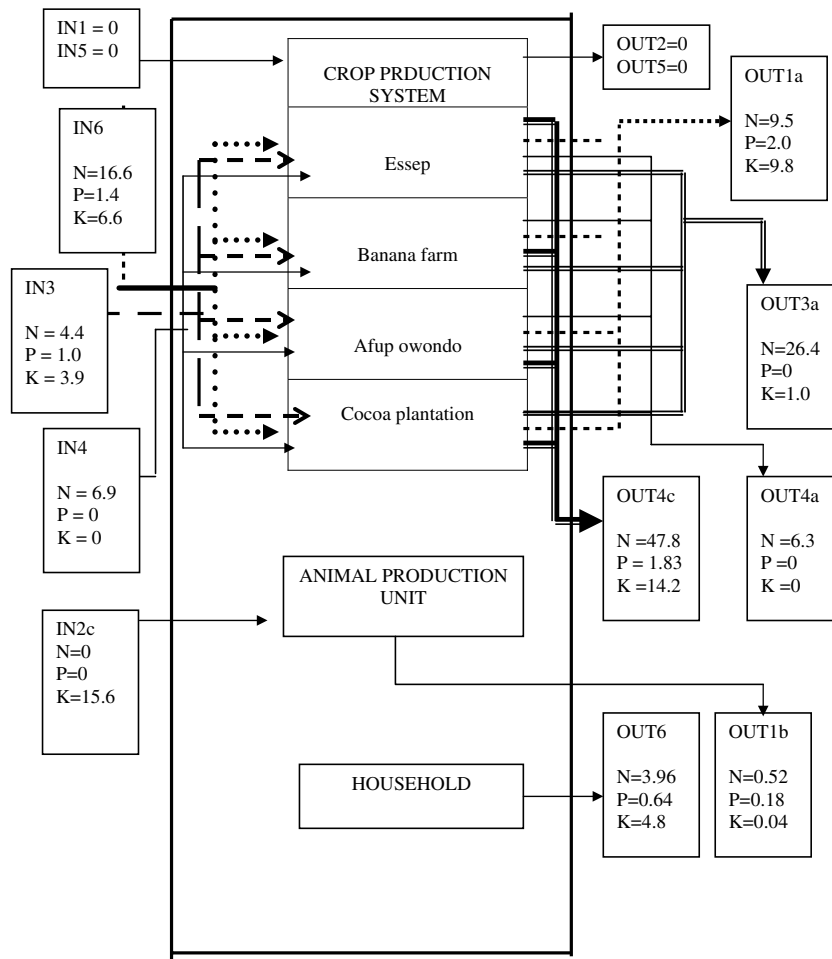 IN1 = 0
IN5 = 0
IN6
N=16.6
P=1.4
K=6.6
IN3
N = 4.4
P = 1.0
K = 3.9
IN4
N = 6.9
P = 0
K = 0
IN2c
N=0
P=0
K=15.6
CROP PRDUCTION
SYSTEM
Essep
Banana farm
Afup owondo
Cocoa plantation
ANIMAL PRODUCTION
UNIT
HOUSEHOLD
OUT2=0
OUT5=0
OUT1a
N=9.5
P=2.0
K=9.8
OUT3a
N=26.4
P=0
K=1.0
OUT4c
N =47.8
P = 1.83
K =14.2
OUT4a
N =6.3
P =0
K =0
OUT6
N=3.96
P=0.64
K=4.8
OUT1b
N=0.52
P=0.18
K=0.04